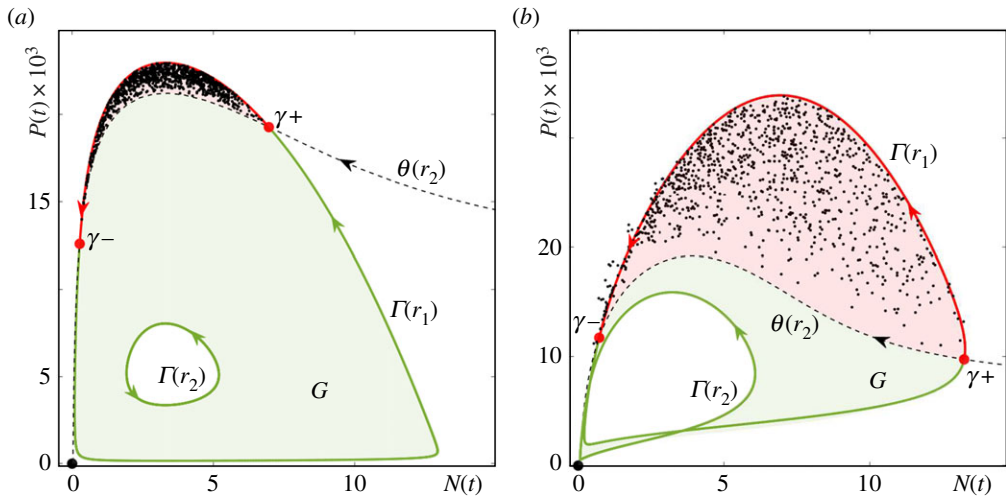 (a)
P(t) × 10³
15
5
0
0
5
10
N(t)
γ+
γ−
θ(r₂)
Γ(r₁)
Γ(r₂)
G
(b)
P(t) × 10³
20
10
0
0
5
10
N(t)
Γ(r₁)
γ−
θ(r₂)
γ+
Γ(r₂)
G